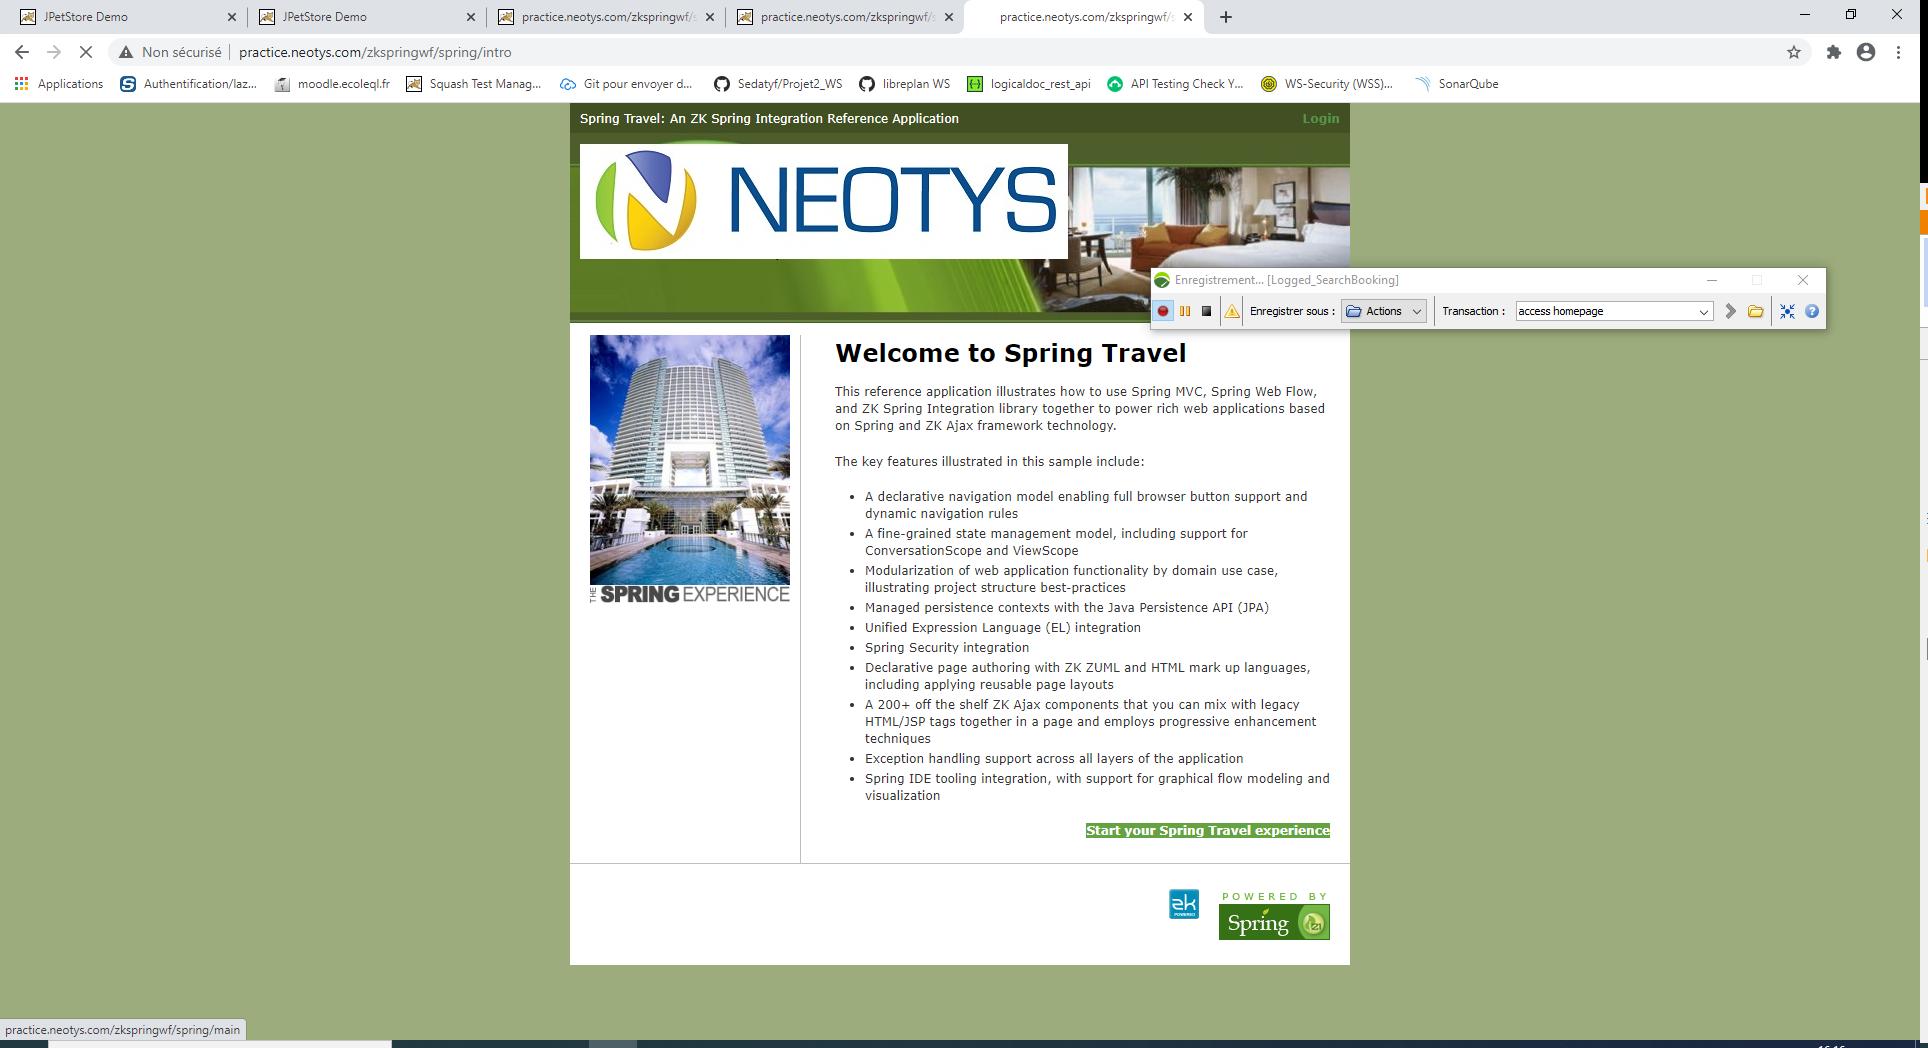 JPetStore Demo
JPetStore Demo
practice.neotys.com/zkspringwf/s
practice.neotys.com/zkspringwf/s
practice.neotys.com/zkspringwf/s
Non sécurisé
practice.neotys.com/zkspringwf/spring/intro
Applications
Authentification/laz...
moodle.ecoleql.fr
Squash Test Manag...
Git pour envoyer d...
Sedatyf/Projet2_WS
libreplan WS
logicaldoc_rest_api
API Testing Check Y...
WS-Security (WSS)...
SonarQube
Spring Travel: An ZK Spring Integration Reference Application
Login
NEOTYS
Enregistrement... [Logged_SearchBooking]
Enregistrer sous :
Actions
Transaction :
access homepage
THE SPRING EXPERIENCE
Welcome to Spring Travel
This reference application illustrates how to use Spring MVC, Spring Web Flow,
and ZK Spring Integration library together to power rich web applications based
on Spring and ZK Ajax framework technology.
The key features illustrated in this sample include:
• A declarative navigation model enabling full browser button support and
dynamic navigation rules
• A fine-grained state management model, including support for
ConversationScope and ViewScope
• Modularization of web application functionality by domain use case,
illustrating project structure best-practices
• Managed persistence contexts with the Java Persistence API (JPA)
• Unified Expression Language (EL) integration
• Spring Security integration
• Declarative page authoring with ZK ZUML and HTML mark up languages,
including applying reusable page layouts
• A 200+ off the shelf ZK Ajax components that you can mix with legacy
HTML/JSP tags together in a page and employs progressive enhancement
techniques
• Exception handling support across all layers of the application
• Spring IDE tooling integration, with support for graphical flow modeling and
visualization
Start your Spring Travel experience
zk
POWERED
POWERED BY
Spring
practice.neotys.com/zkspringwf/spring/main